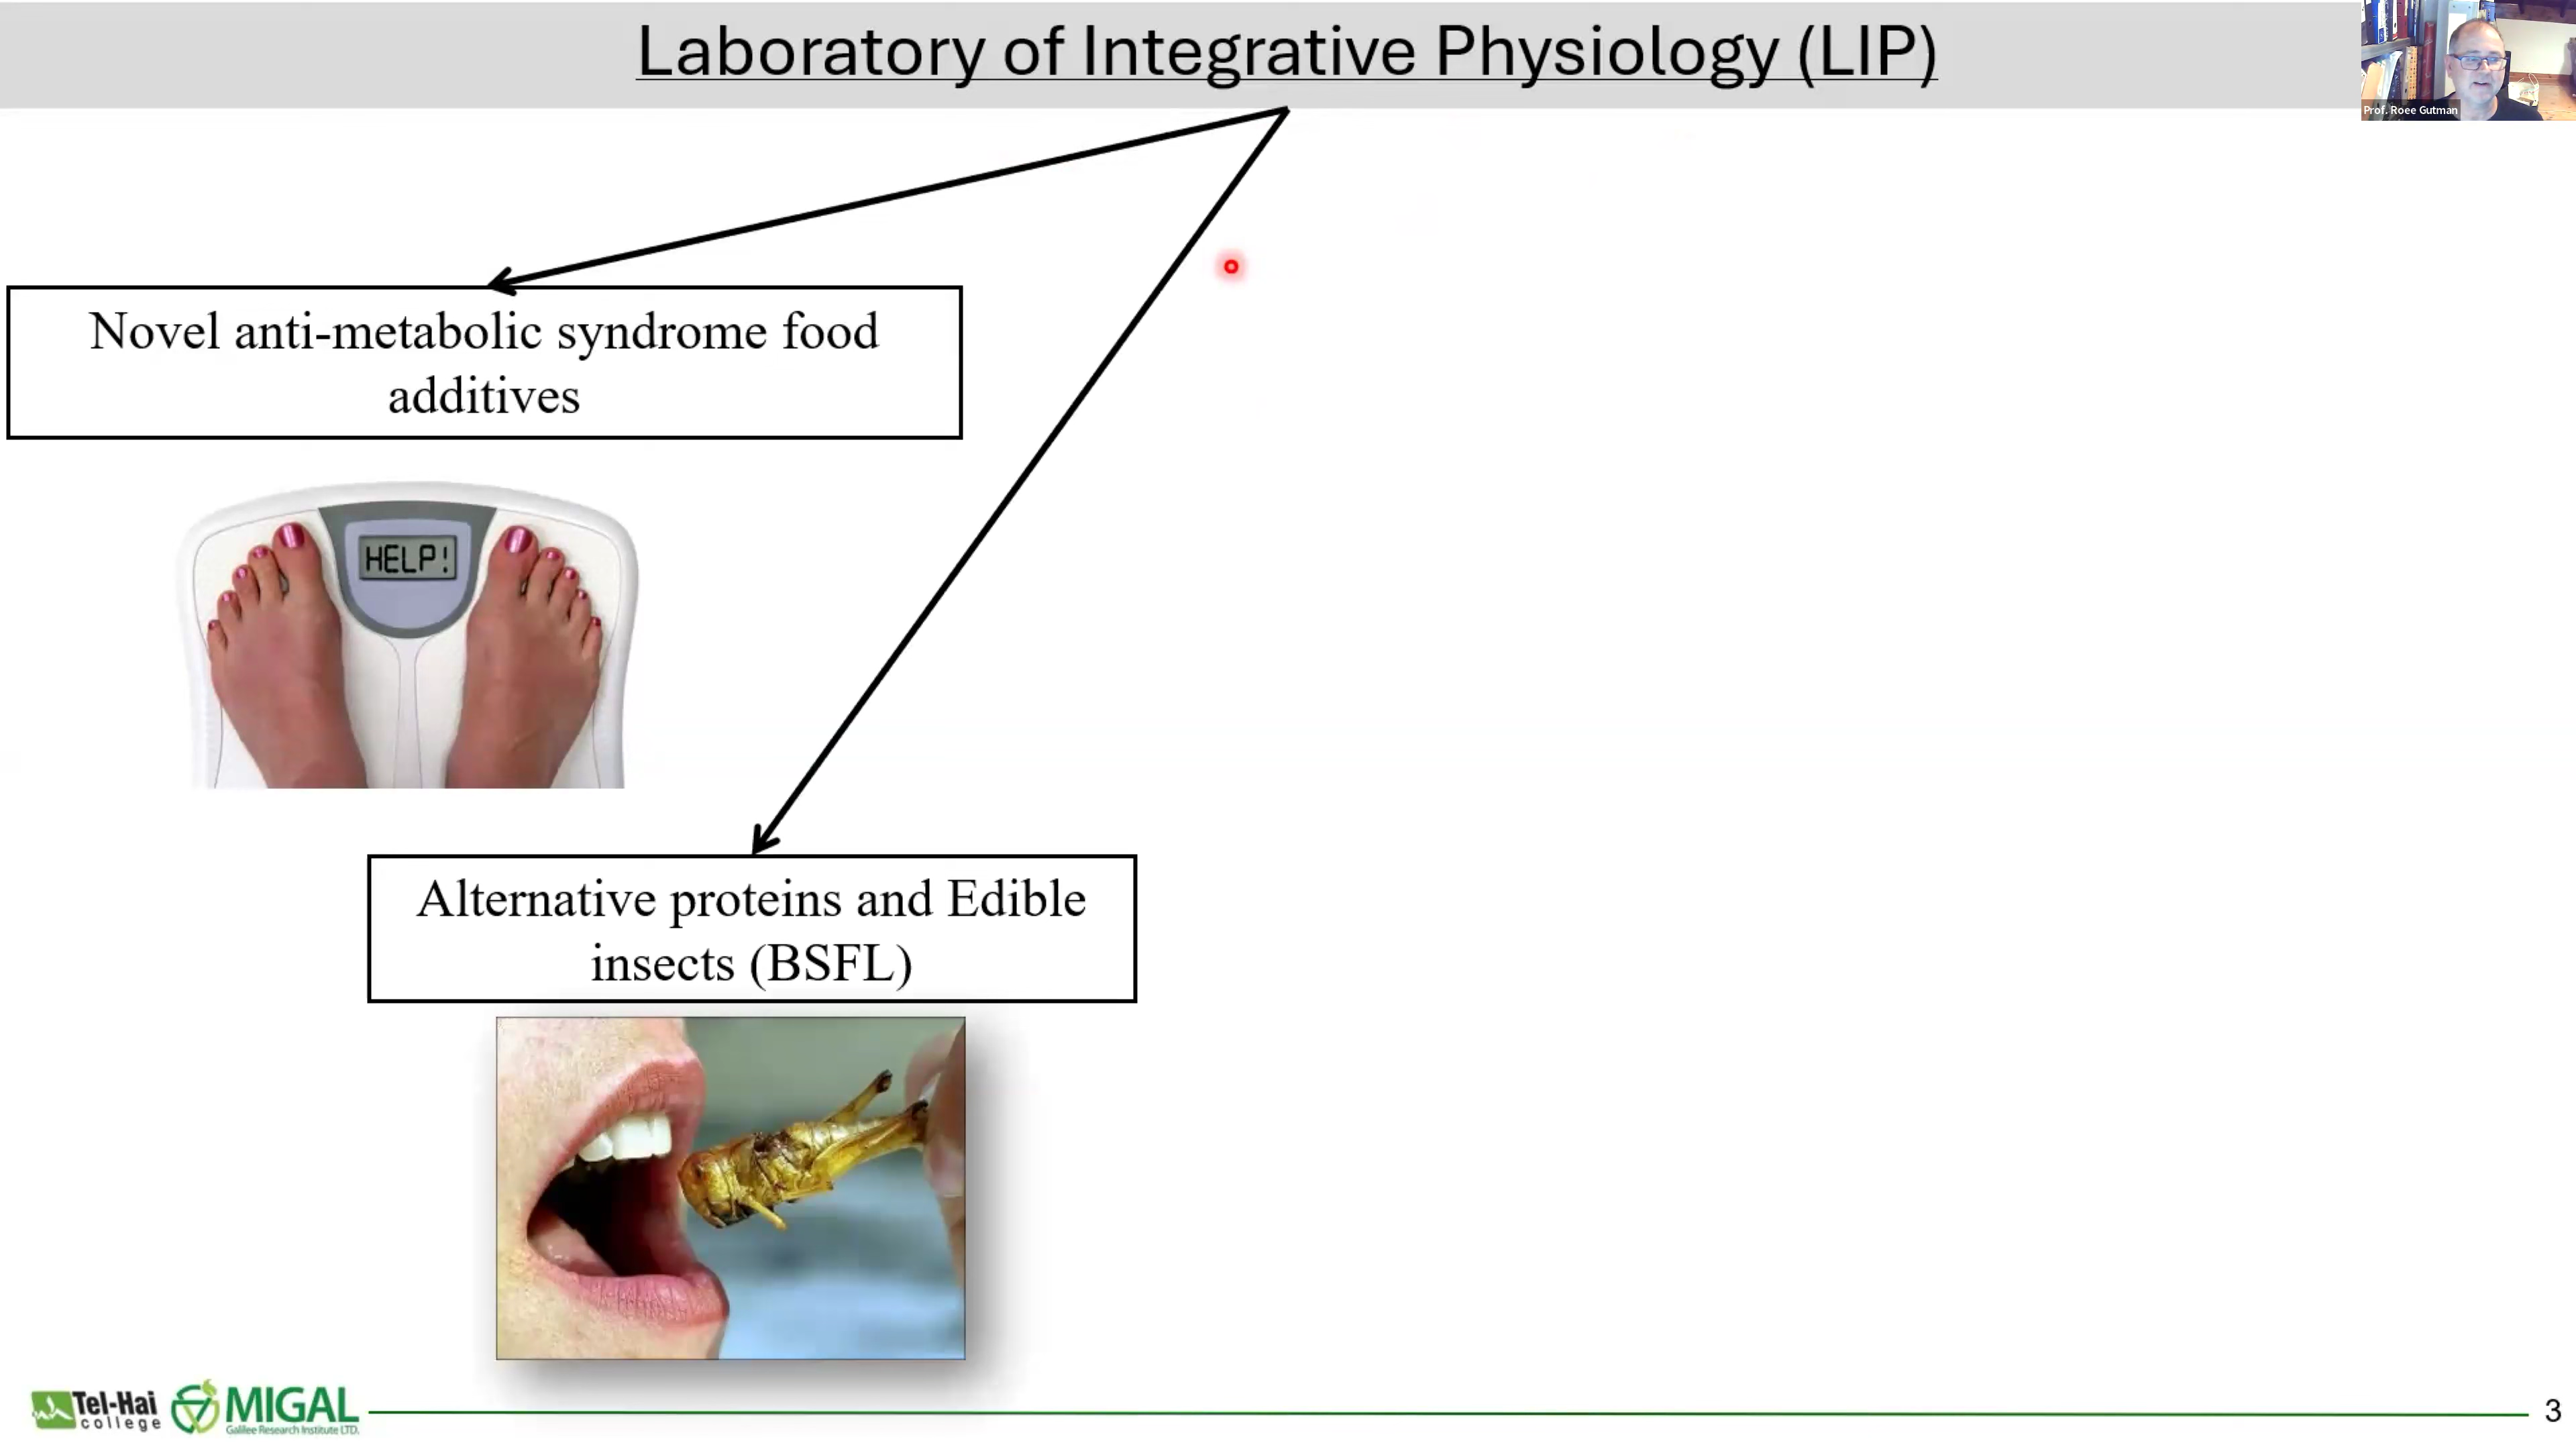 Laboratory of Integrative Physiology (LIP)
Prof. Roee Gutman
Novel anti-metabolic syndrome food
additives
HELP!
Alternative proteins and Edible
insects (BSFL)
Tel-Hai
college
MIGAL
Galilee Research Institute LTD.
3